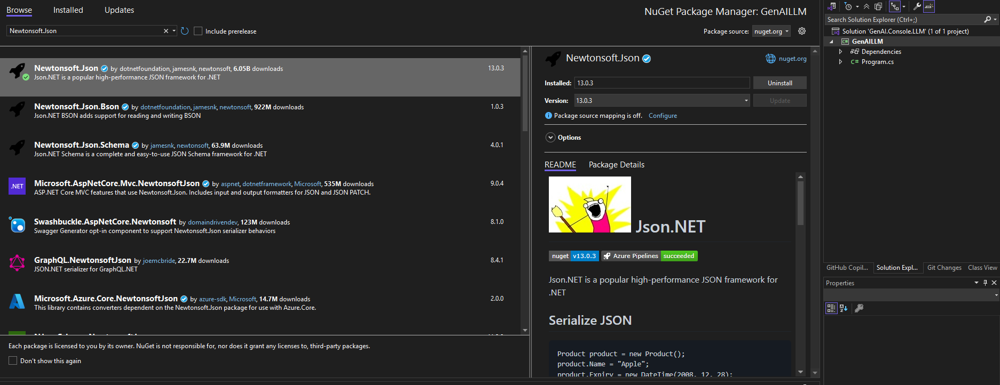 Browse Installed Updates
NuGet Package Manager: GenAILLM
Newtonsoft.Json
Include prerelease
Package source: nuget.org
Newtonsoft.Json by dotnetfoundation, jamesnk, newtonsoft, 6.05B downloads 13.0.3
Json.NET is a popular high-performance JSON framework for .NET
Newtonsoft.Json.Bson by dotnetfoundation, jamesnk, newtonsoft, 922M downloads 1.0.3
Json.NET BSON adds support for reading and writing BSON
Newtonsoft.Json.Schema by jamesnk, newtonsoft, 63.9M downloads 4.0.1
Json.NET Schema is a complete and easy-to-use JSON Schema framework for .NET
.NET
Microsoft.AspNetCore.Mvc.NewtonsoftJson by aspnet, dotnetframework, Microsoft, 535M downloads 9.0.4
ASP.NET Core MVC features that use Newtonsoft.Json. Includes input and output formatters for JSON and JSON PATCH.
Swashbuckle.AspNetCore.Newtonsoft by domaindrivendev, 123M downloads 8.1.0
Swagger Generator opt-in component to support Newtonsoft.Json serializer behaviors
GraphQL.NewtonsoftJson by joemcbride, 22.7M downloads 8.4.1
JSON.NET serializer for GraphQL.NET
Microsoft.Azure.Core.NewtonsoftJson by azure-sdk, Microsoft, 14.7M downloads 2.0.0
This library contains converters dependent on the Newtonsoft.Json package for use with Azure.Core.
Each package is licensed to you by its owner. NuGet is not responsible for, nor does it grant any licenses to, third-party packages.
Don't show this again
Newtonsoft.Json
nuget.org
Installed: 13.0.3 Uninstall
Version: 13.0.3 Update
Package source mapping is off. Configure
Options
README Package Details
Json.NET
nuget v13.0.3 Azure Pipelines succeeded
Json.NET is a popular high-performance JSON framework for
.NET
Serialize JSON
Product product = new Product();
product.Name = "Apple";
product.Expiry = new DateTime(2008, 12, 28);
Search Solution Explorer (Ctrl+;)
Solution 'GenAI.Console.LLM' (1 of 1 project)
C# GenAILLM
Dependencies
C# Program.cs
GitHub Copil... Solution Expl... Git Changes Class View
Properties